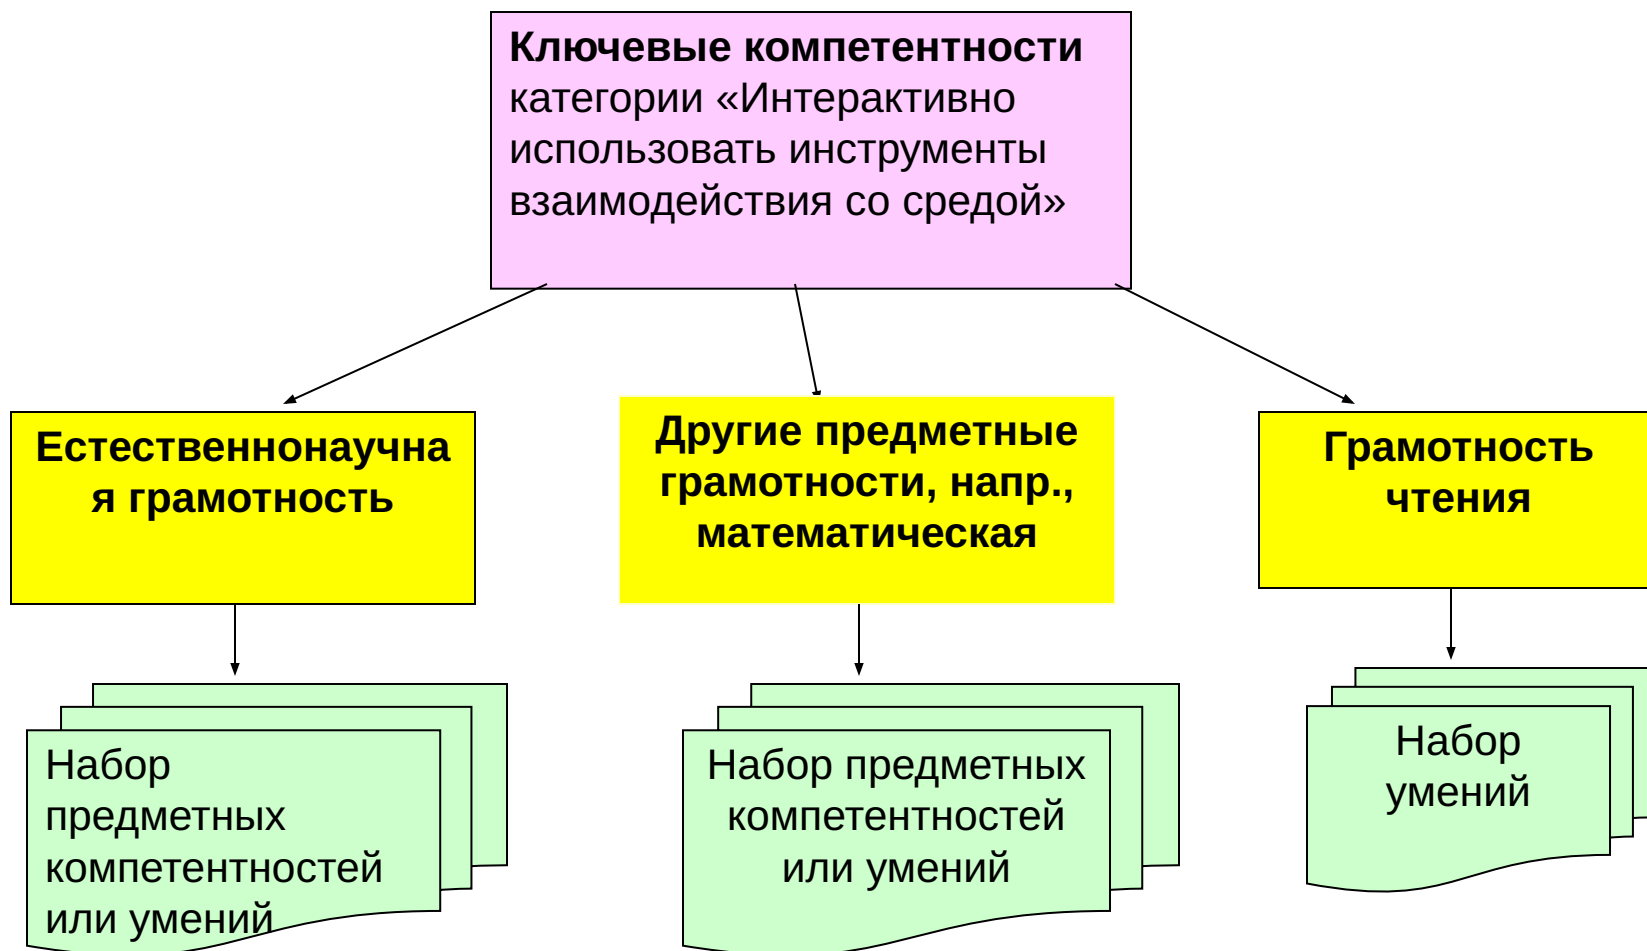 Ключевые компетентности
категории «Интерактивно
использовать инструменты
взаимодействия со средой»
Естественнонаучна
я грамотность
Другие предметные
грамотности, напр.,
математическая
Грамотность
чтения
Набор
предметных
компетентностей
или умений
Набор предметных
компетентностей
или умений
Набор
умений